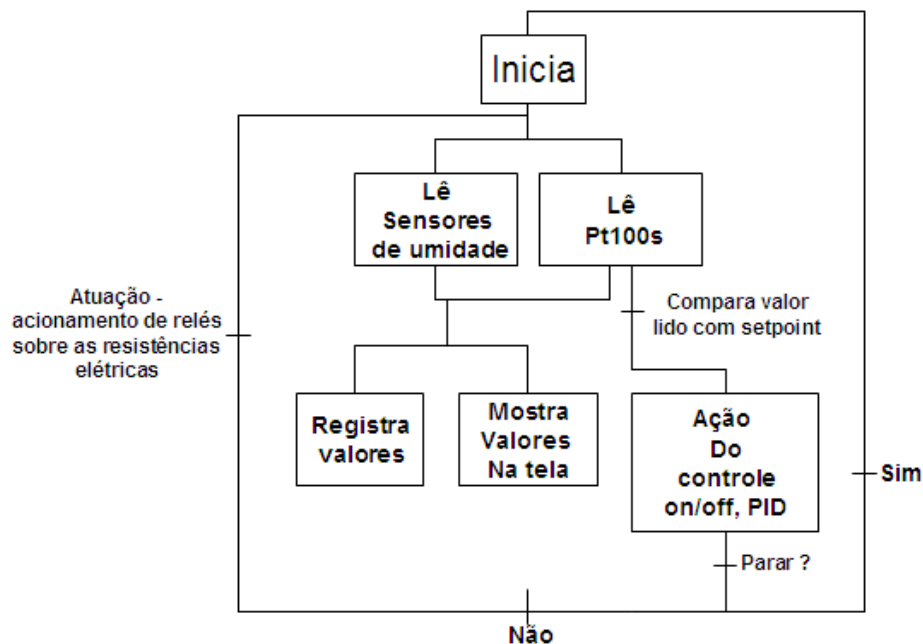 Inicia
Lê
Sensores
de umidade
Lê
Pt100s
Atuação -
acionamento de relés
sobre as resistências
elétricas
Compara valor
lido com setpoint
Registra
valores
Mostra
Valores
Na tela
Ação
Do
controle
on/off, PID
Sim
Parar ?
Não